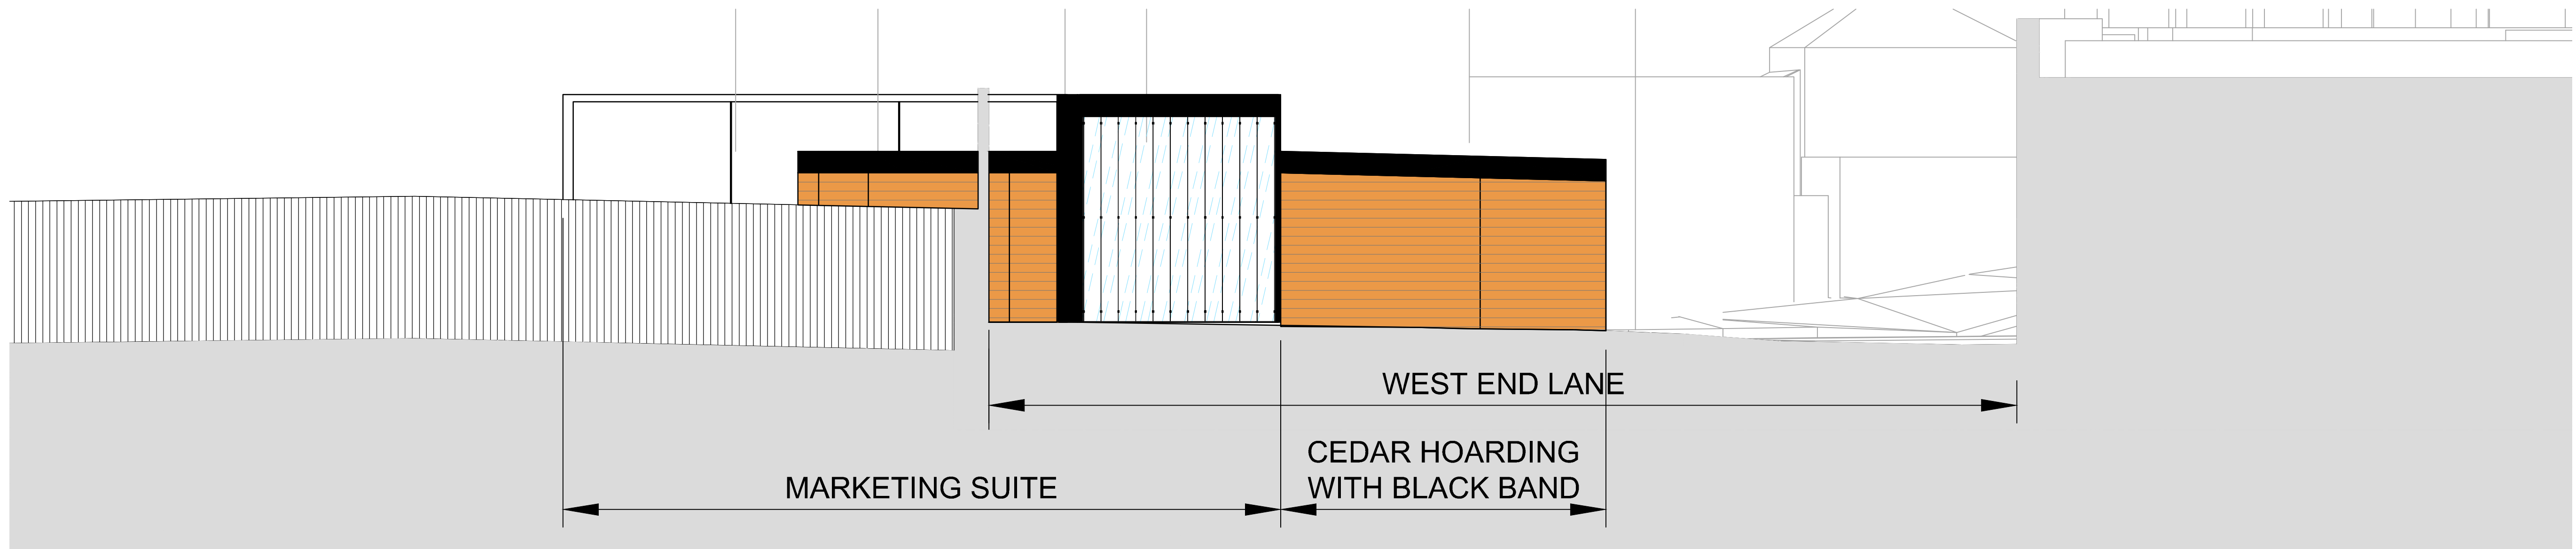 WEST END LANE
CEDAR HOARDING
WITH BLACK BAND
MARKETING SUITE